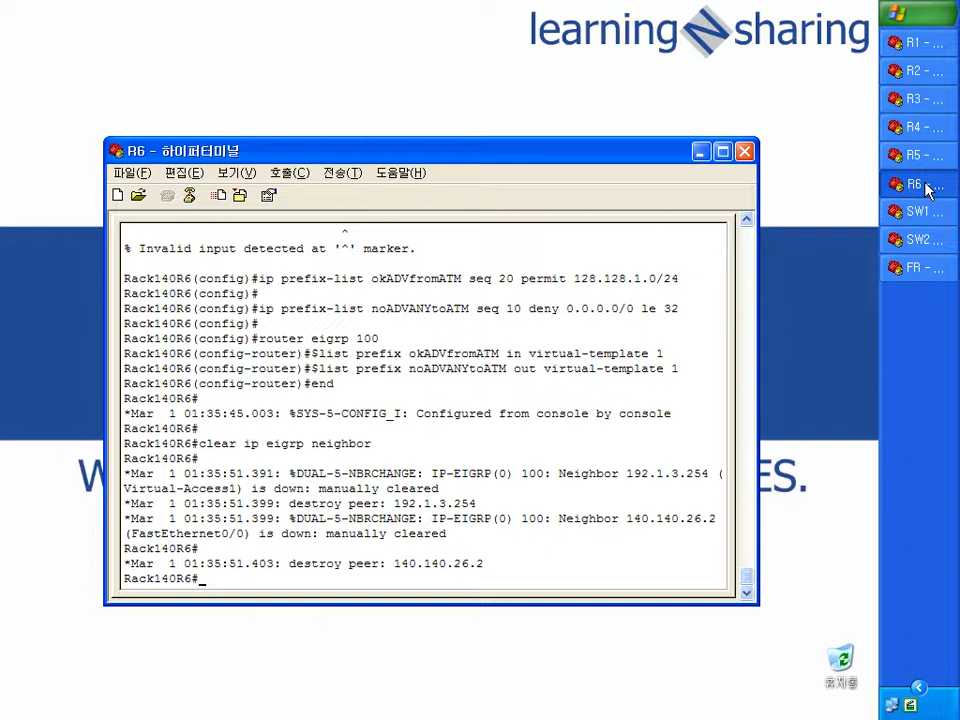 learning sharing
R1 - ...
R2 - ...
R3 - ...
R4 - ...
R5 - ...
R6 - ...
SW1 ...
SW2 ...
FR - ...
R6 - 하이퍼터미널
파일(F) 편집(E) 보기(V) 호출(C) 전송(T) 도움말(H)
^
% Invalid input detected at '^' marker.
Rack140R6(config)#ip prefix-list okADVfromATM seq 20 permit 128.128.1.0/24
Rack140R6(config)#
Rack140R6(config)#ip prefix-list noADVANYtoATM seq 10 deny 0.0.0.0/0 le 32
Rack140R6(config)#
Rack140R6(config)#router eigrp 100
Rack140R6(config-router)#$list prefix okADVfromATM in virtual-template 1
Rack140R6(config-router)#$list prefix noADVANYtoATM out virtual-template 1
Rack140R6(config-router)#end
Rack140R6#
*Mar  1 01:35:45.003: %SYS-5-CONFIG_I: Configured from console by console
Rack140R6#
Rack140R6#clear ip eigrp neighbor
Rack140R6#
*Mar  1 01:35:51.391: %DUAL-5-NBRCHANGE: IP-EIGRP(0) 100: Neighbor 192.1.3.254 (
Virtual-Access1) is down: manually cleared
*Mar  1 01:35:51.399: destroy peer: 192.1.3.254
*Mar  1 01:35:51.399: %DUAL-5-NBRCHANGE: IP-EIGRP(0) 100: Neighbor 140.140.26.2
(FastEthernet0/0) is down: manually cleared
Rack140R6#
*Mar  1 01:35:51.403: destroy peer: 140.140.26.2
Rack140R6#_
휴지통